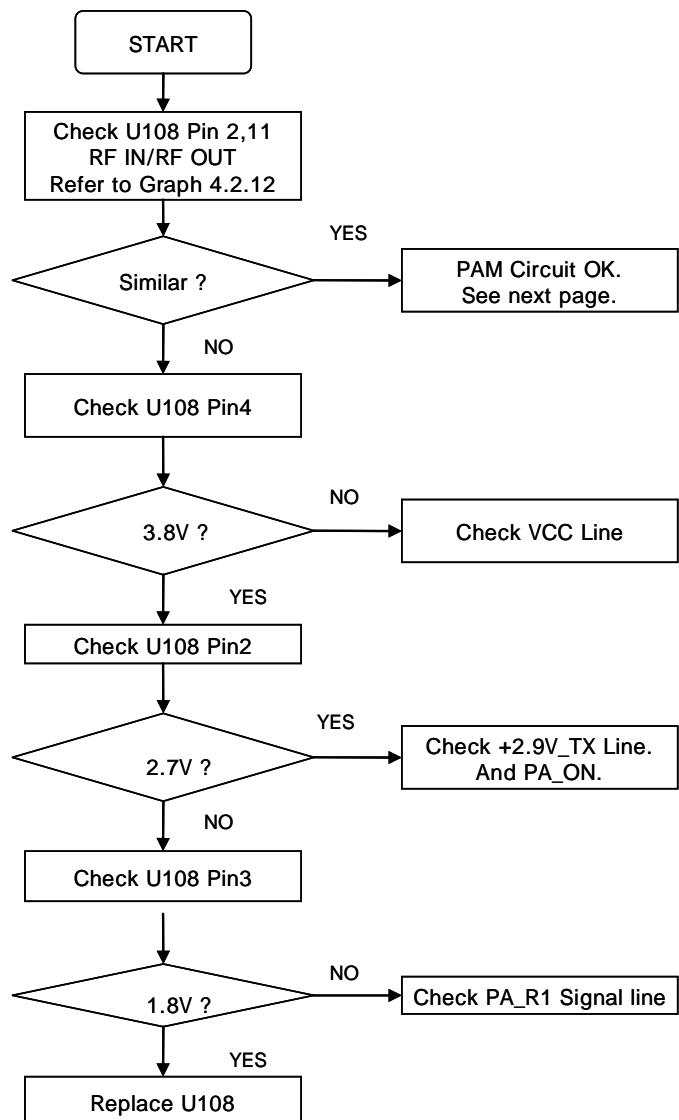 START
Check U108 Pin 2,11
RF IN/RF OUT
Refer to Graph 4.2.12
YES
Similar ?
PAM Circuit OK.
See next page.
NO
Check U108 Pin4
NO
3.8V ?
Check VCC Line
YES
Check U108 Pin2
YES
2.7V ?
Check +2.9V_TX Line.
And PA_ON.
NO
Check U108 Pin3
NO
1.8V ?
Check PA_R1 Signal line
YES
Replace U108